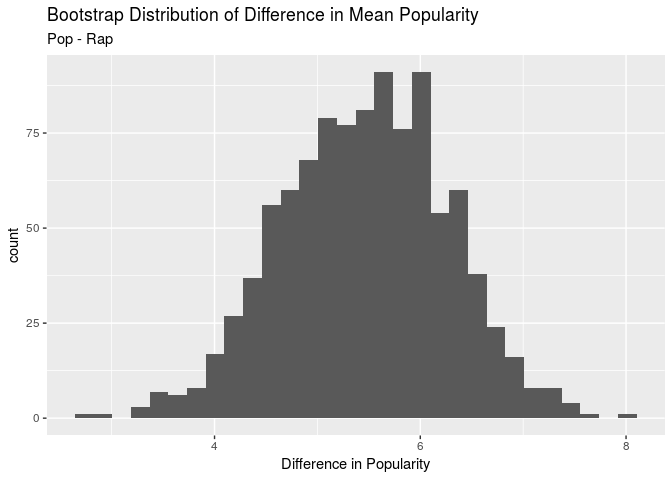 Bootstrap Distribution of Difference in Mean Popularity
Pop - Rap
75
50
25
0
count
4 6 8
Difference in Popularity